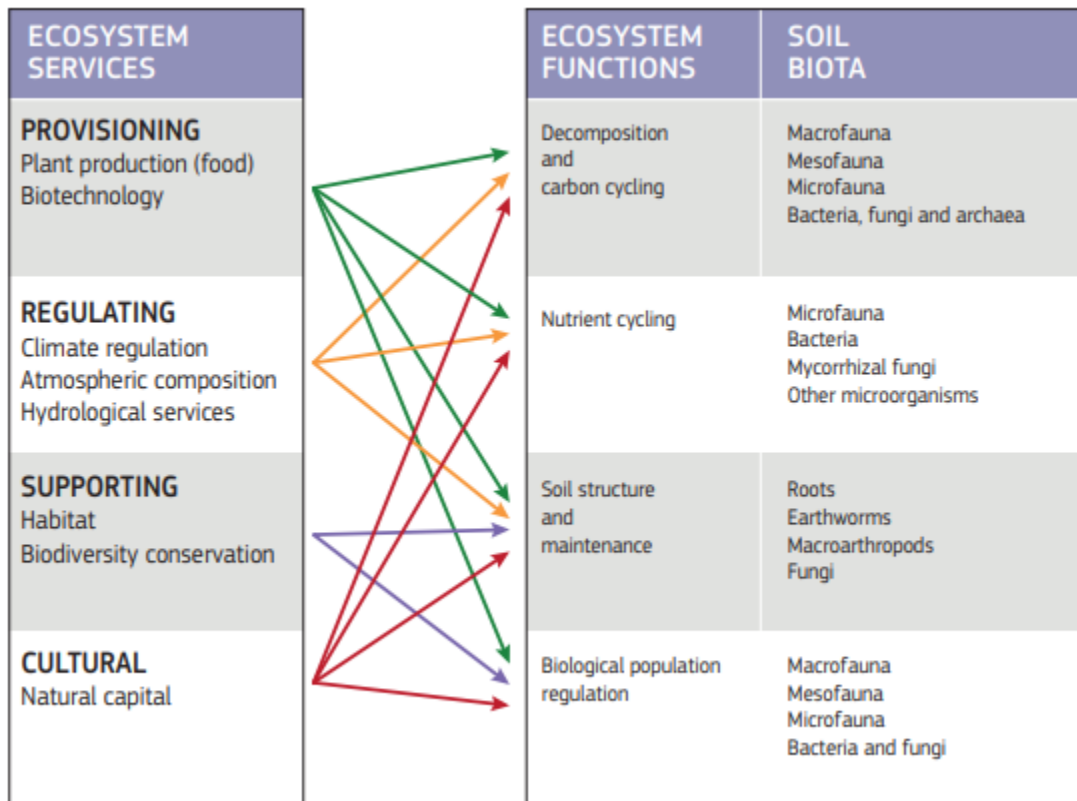 ECOSYSTEM
SERVICES
PROVISIONING
Plant production (food)
Biotechnology
REGULATING
Climate regulation
Atmospheric composition
Hydrological services
SUPPORTING
Habitat
Biodiversity conservation
CULTURAL
Natural capital
ECOSYSTEM
FUNCTIONS
SOIL
BIOTA
Decomposition
and
carbon cycling
Macrofauna
Mesofauna
Microfauna
Bacteria, fungi and archaea
Nutrient cycling
Microfauna
Bacteria
Mycorrhizal fungi
Other microorganisms
Soil structure
and
maintenance
Roots
Earthworms
Macroarthropods
Fungi
Biological population
regulation
Macrofauna
Mesofauna
Microfauna
Bacteria and fungi